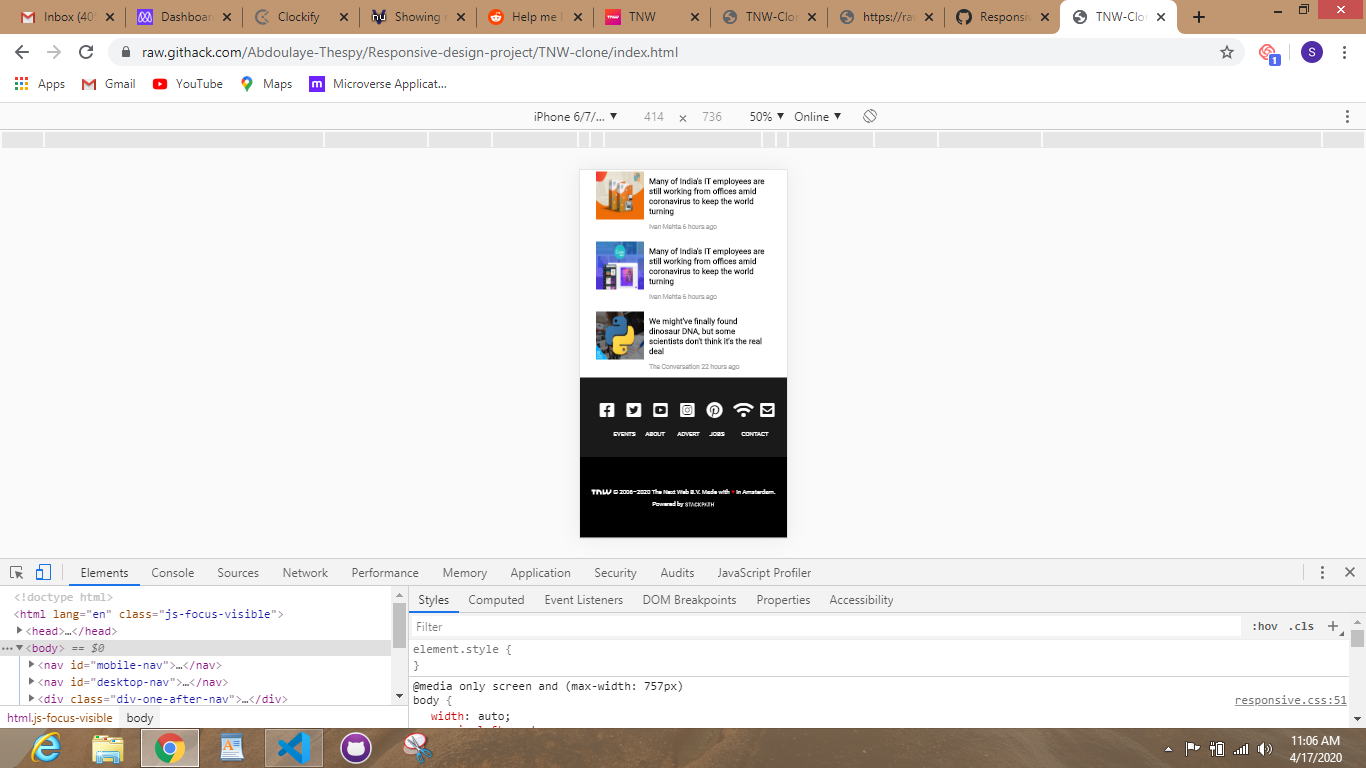 Inbox (40
Dashboar
Clockify
Showing r
Help me I
TNW
TNW-Clon
https://rav
Responsiv
TNW-Clo
raw.githack.com/Abdoulaye-Thespy/Responsive-design-project/TNW-clone/index.html
1
S
Apps
Gmail
YouTube
Maps
Microverse Applicat...
iPhone 6/7/... ▼ 414 × 736 50% ▼ Online ▼
Many of India's IT employees are
still working from offices amid
coronavirus to keep the world
turning
Ivan Mehta 6 hours ago
Many of India's IT employees are
still working from offices amid
coronavirus to keep the world
turning
Ivan Mehta 6 hours ago
We might've finally found
dinosaur DNA, but some
scientists don't think it's the real
deal
The Conversation 22 hours ago
EVENTS ABOUT ADVERT JOBS CONTACT
TNW © 2006–2020 The Next Web B.V. Made with ♥ in Amsterdam.
Powered by STACKPATH
Elements Console Sources Network Performance Memory Application Security Audits JavaScript Profiler
<!doctype html>
<html lang="en" class="js-focus-visible">
<head>…</head>
<body> == $0
<nav id="mobile-nav">…</nav>
<nav id="desktop-nav">…</nav>
<div class="div-one-after-nav">…</div>
html.js-focus-visible body
Styles Computed Event Listeners DOM Breakpoints Properties Accessibility
Filter :hov .cls +
element.style {
}
@media only screen and (max-width: 757px)
body { responsive.css:51
width: auto;
11:06 AM
4/17/2020